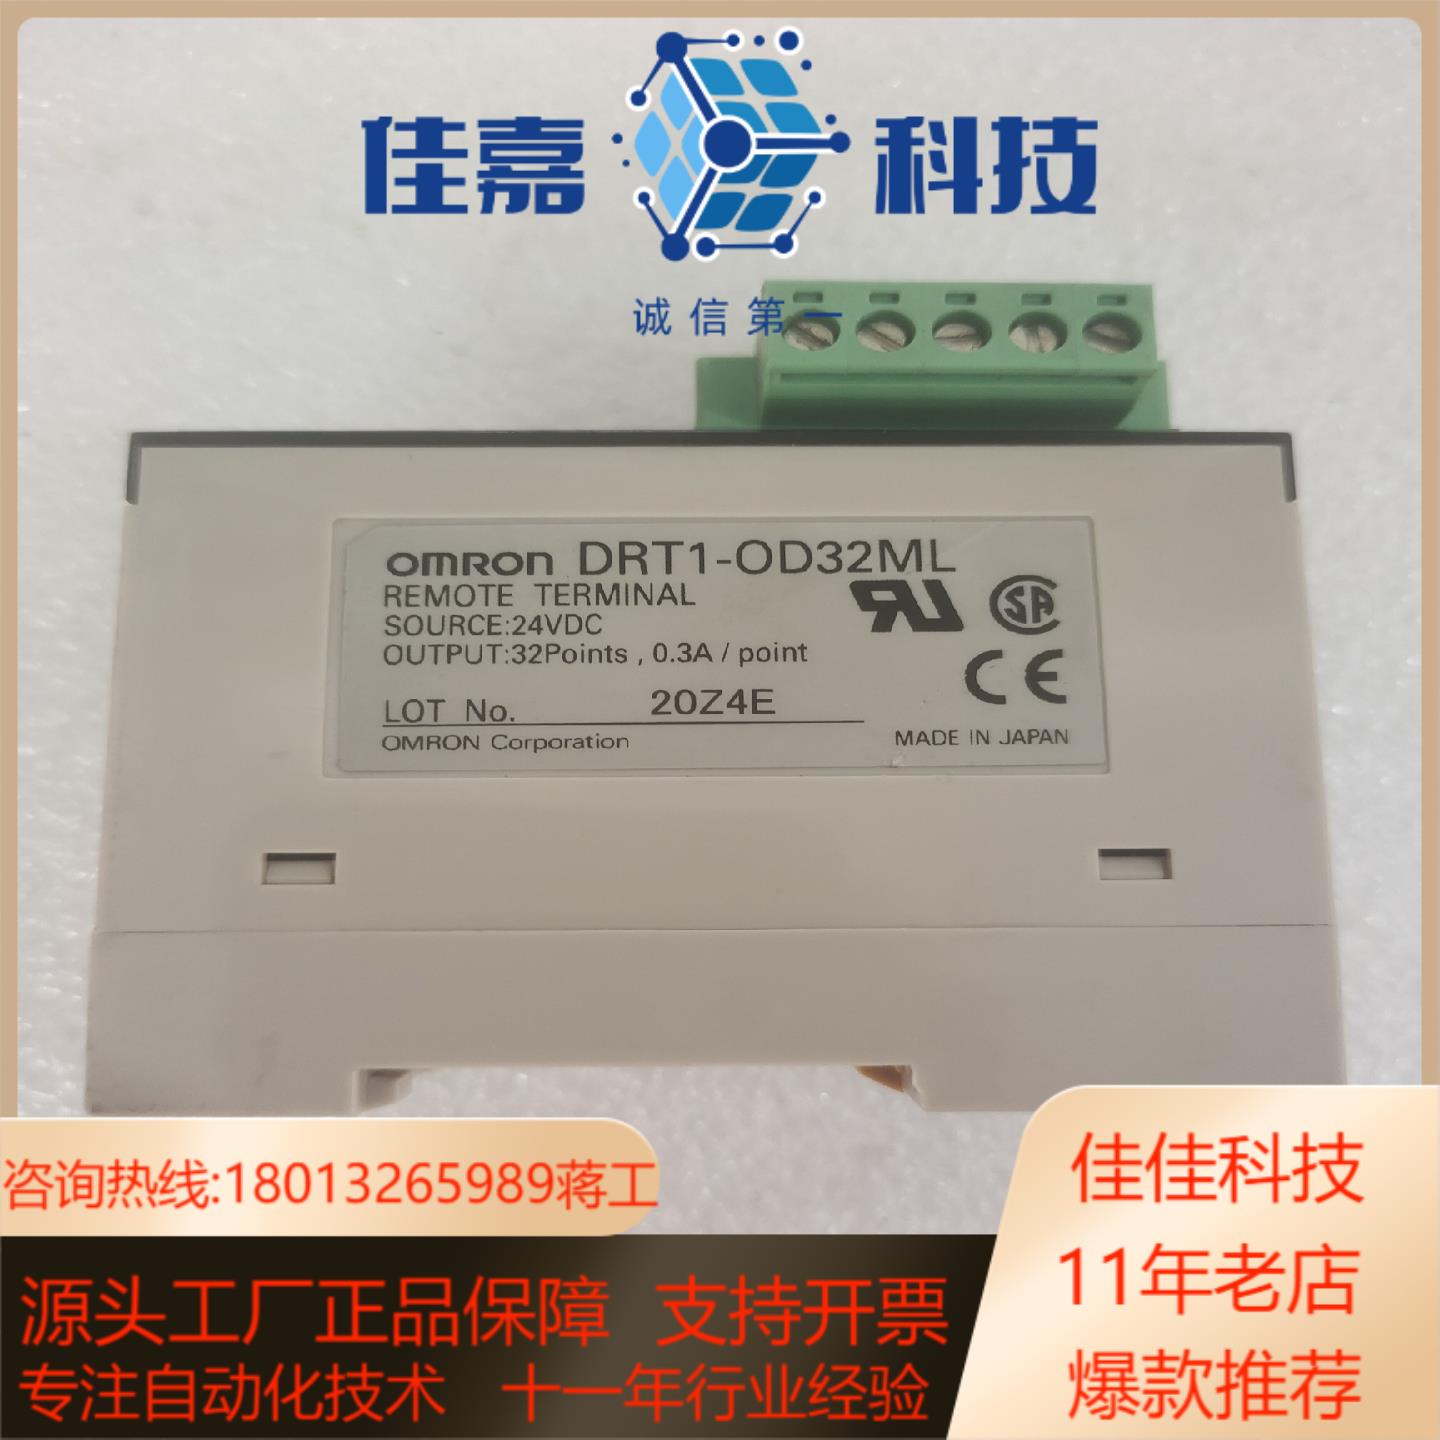 佳嘉 科技
诚信第一
OMRON DRT1-OD32ML
REMOTE TERMINAL
SOURCE:24VDC
OUTPUT:32Points , 0.3A / point
LOT No. 20Z4E
OMRON Corporation MADE IN JAPAN
咨询热线:18013265989蒋工
源头工厂正品保障 支持开票
专注自动化技术 十一年行业经验
佳佳科技
11年老店
爆款推荐